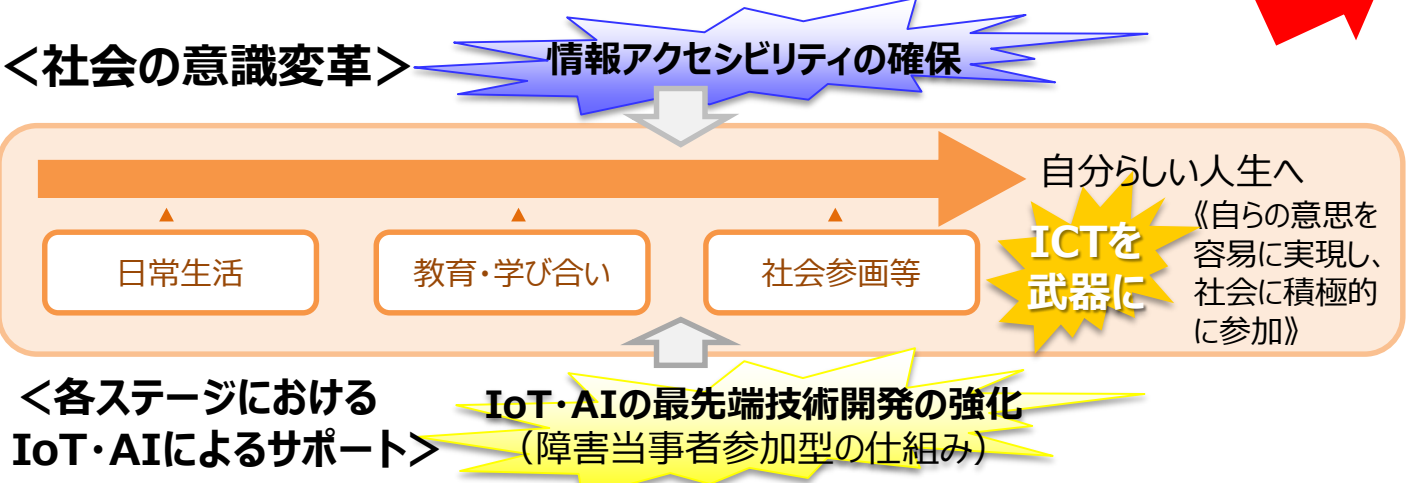 ＜社会の意識変革＞
情報アクセシビリティの確保
自分らしい人生へ
日常生活
教育・学び合い
社会参画等
ICTを
武器に
《自らの意思を
容易に実現し、
社会に積極的
に参加》
＜各ステージにおける
IoT・AIによるサポート＞
IoT・AIの最先端技術開発の強化
（障害当事者参加型の仕組み）